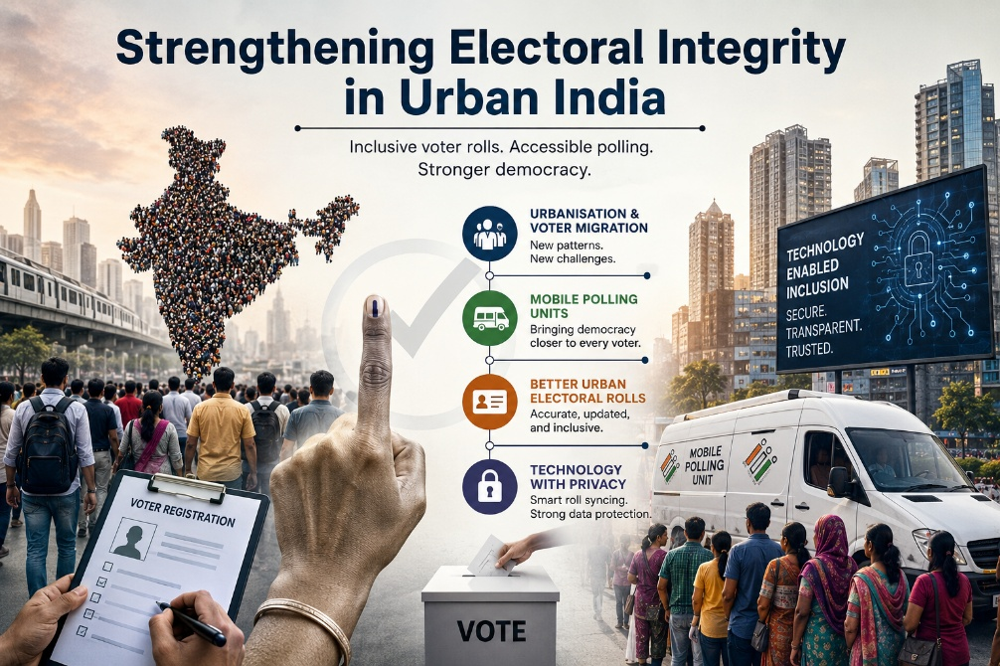 Strengthening Electoral Integrity
in Urban India
Inclusive voter rolls. Accessible polling.
Stronger democracy.
URBANISATION &
VOTER MIGRATION
New patterns.
New challenges.
MOBILE POLLING
UNITS
Bringing democracy
closer to every voter.
BETTER URBAN
ELECTORAL ROLLS
Accurate, updated,
and inclusive.
TECHNOLOGY
WITH PRIVACY
Smart roll syncing.
Strong data protection.
TECHNOLOGY
ENABLED
INCLUSION
SECURE.
TRANSPARENT.
TRUSTED.
MOBILE
POLLING
UNIT
VOTER REGISTRATION
VOTE